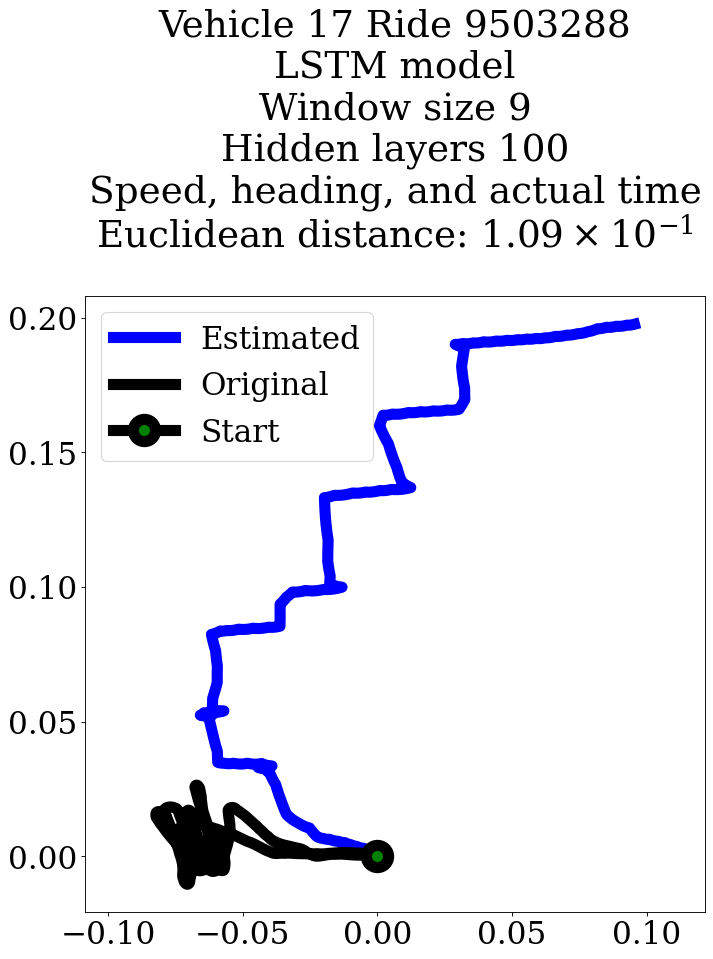 Vehicle 17 Ride 9503288
LSTM model
Window size 9
Hidden layers 100
Speed, heading, and actual time
Euclidean distance: 1.09 × 10⁻¹
Estimated
Original
Start
0.20
0.15
0.10
0.05
0.00
−0.10
−0.05
0.00
0.05
0.10